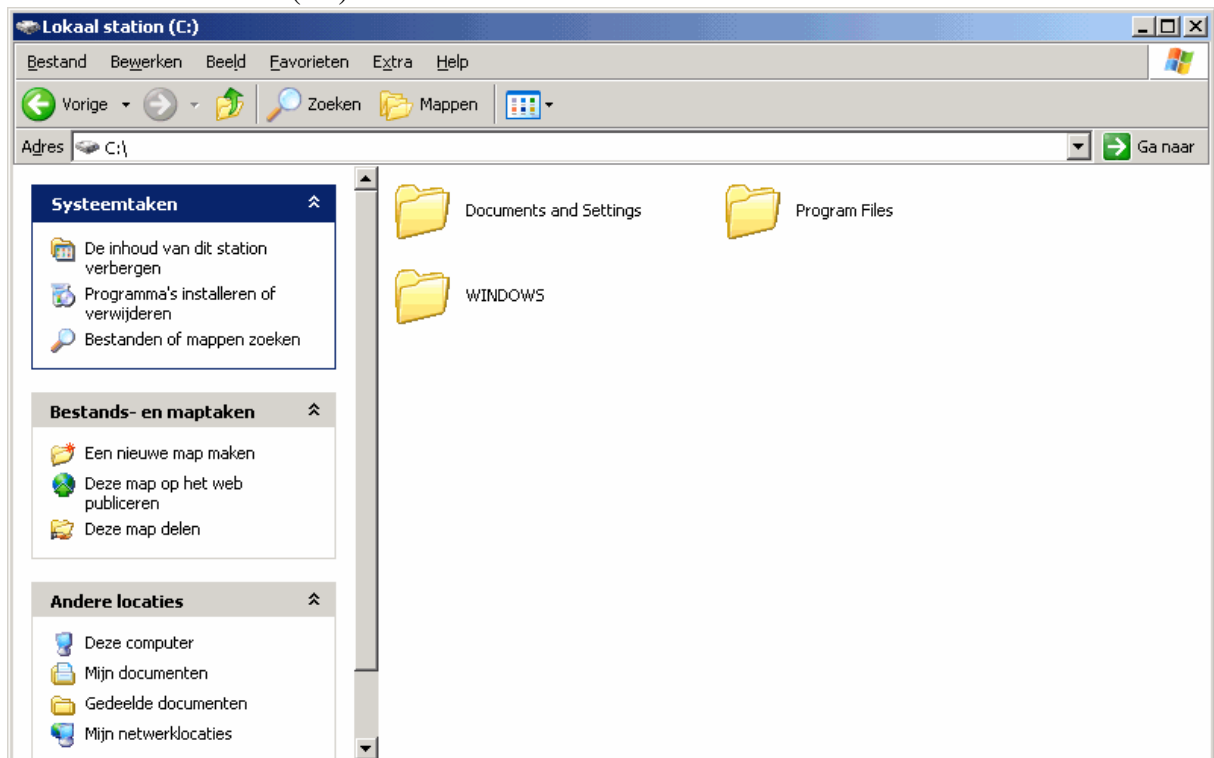 Lokaal station (C:)
Bestand Bewerken Beeld Favorieten Extra Help
Vorige Zoeken Mappen
Adres C:\ Ga naar
Systeemtaken
De inhoud van dit station
verbergen
Programma's installeren of
verwijderen
Bestanden of mappen zoeken
Bestands- en maptaken
Een nieuwe map maken
Deze map op het web
publiceren
Deze map delen
Andere locaties
Deze computer
Mijn documenten
Gedeelde documenten
Mijn netwerklocaties
Documents and Settings Program Files
WINDOWS